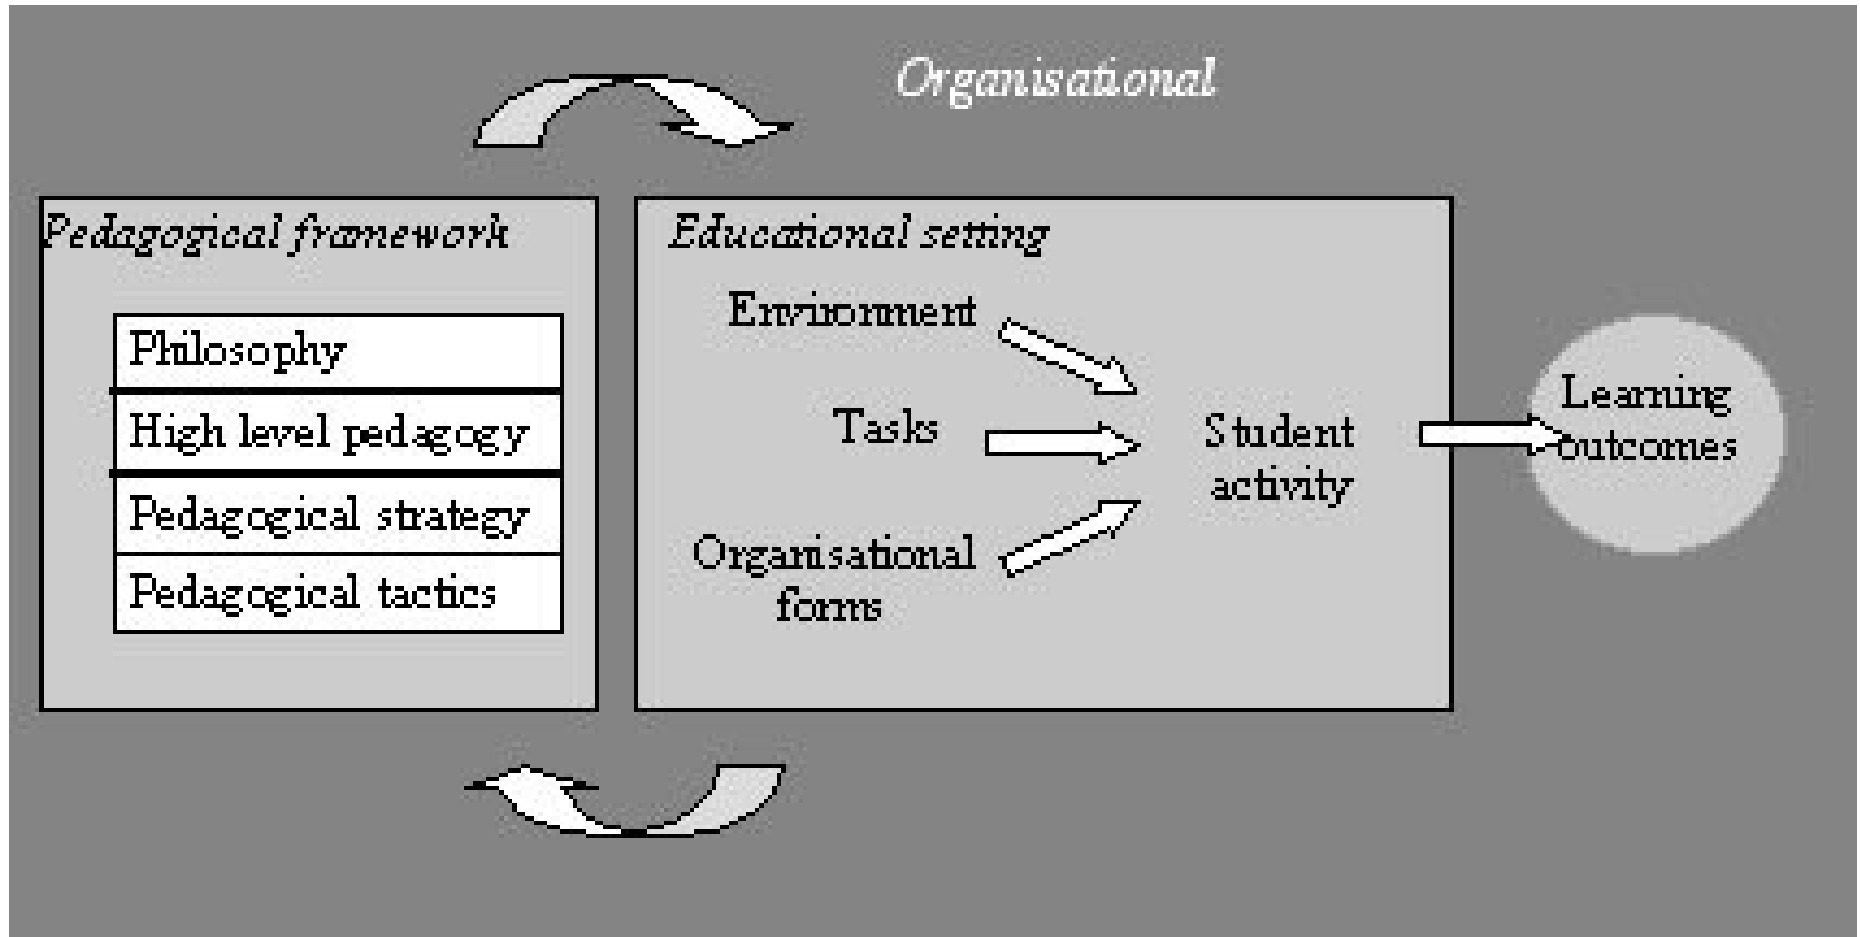 Organisational
Pedagogical framework
Philosophy
High level pedagogy
Pedagogical strategy
Pedagogical tactics
Educational setting
Environment
Tasks
Organisational
forms
Student
activity
Learning
outcomes